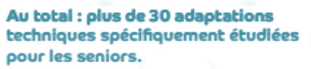 Au total : plus de 30 adaptations
techniques spécifiquement étudiées
pour les seniors.